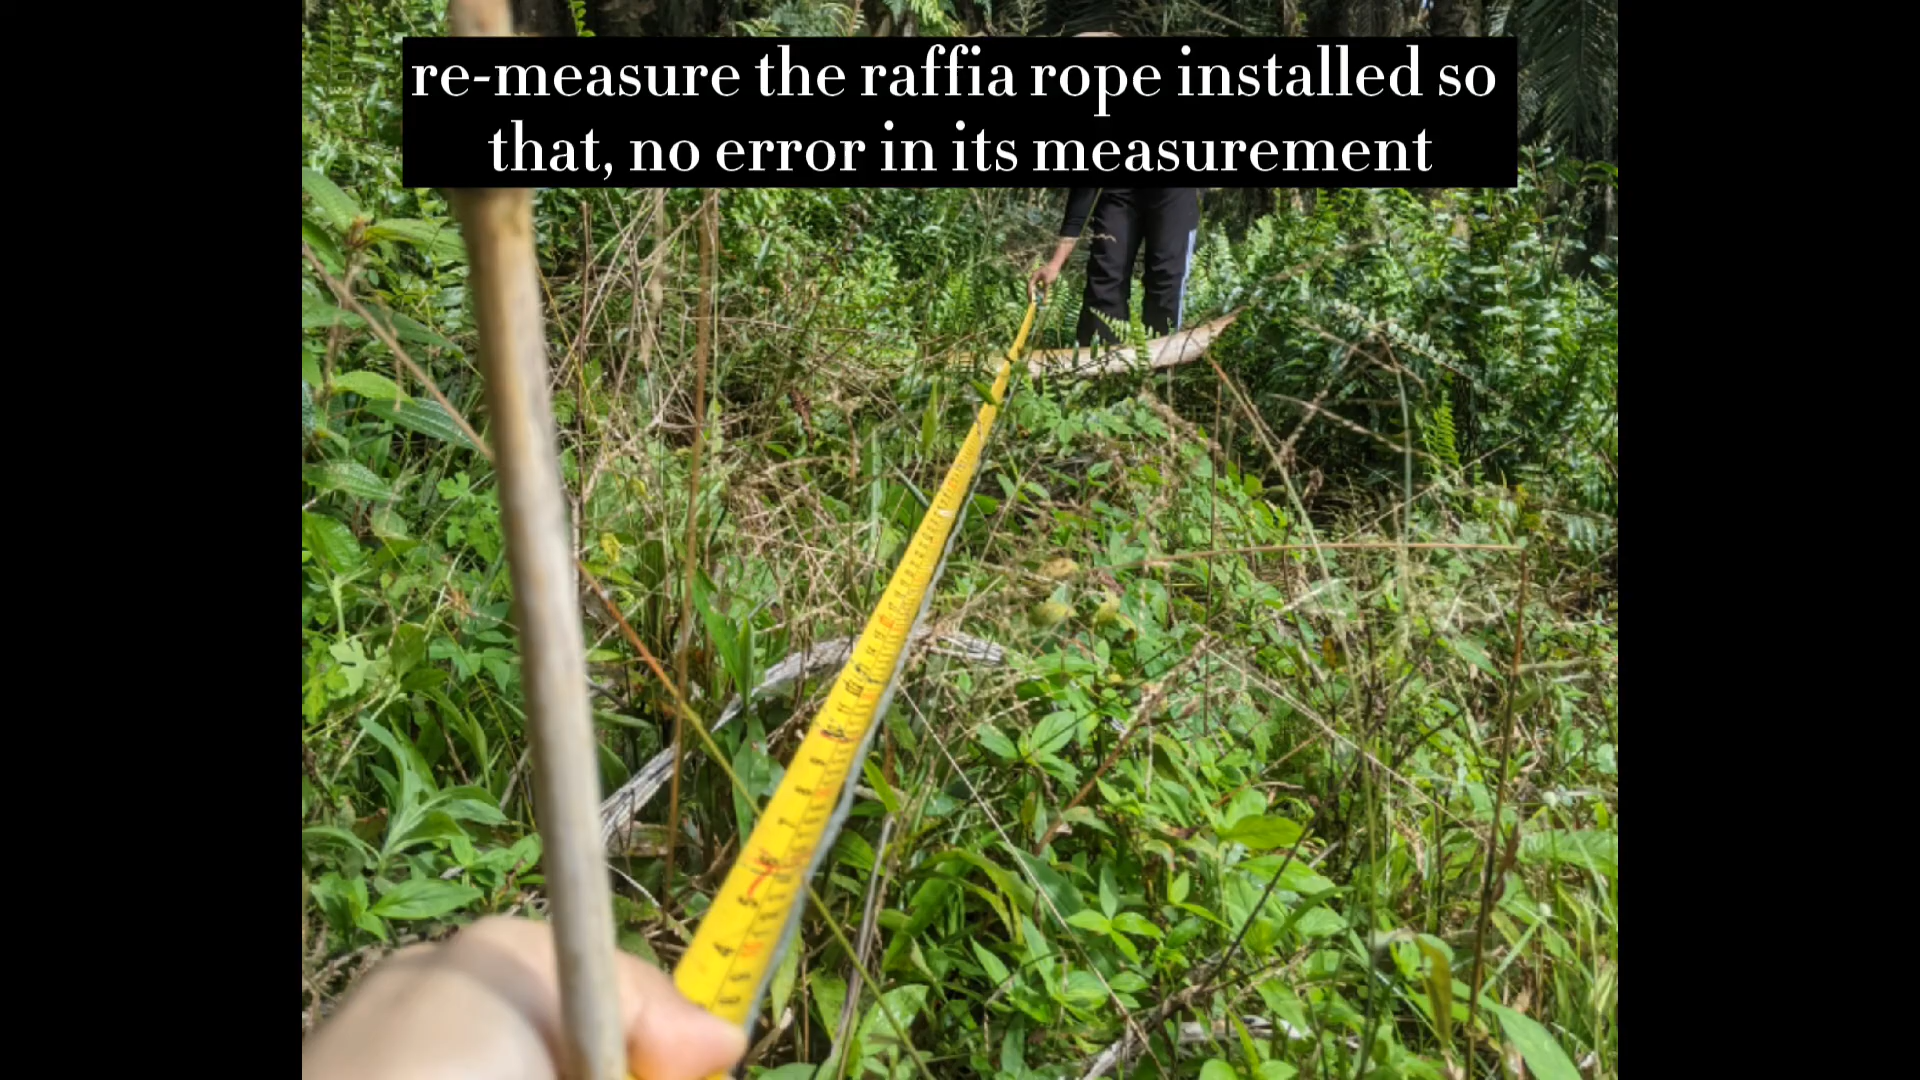 re-measure the raffia rope installed so
that, no error in its measurement